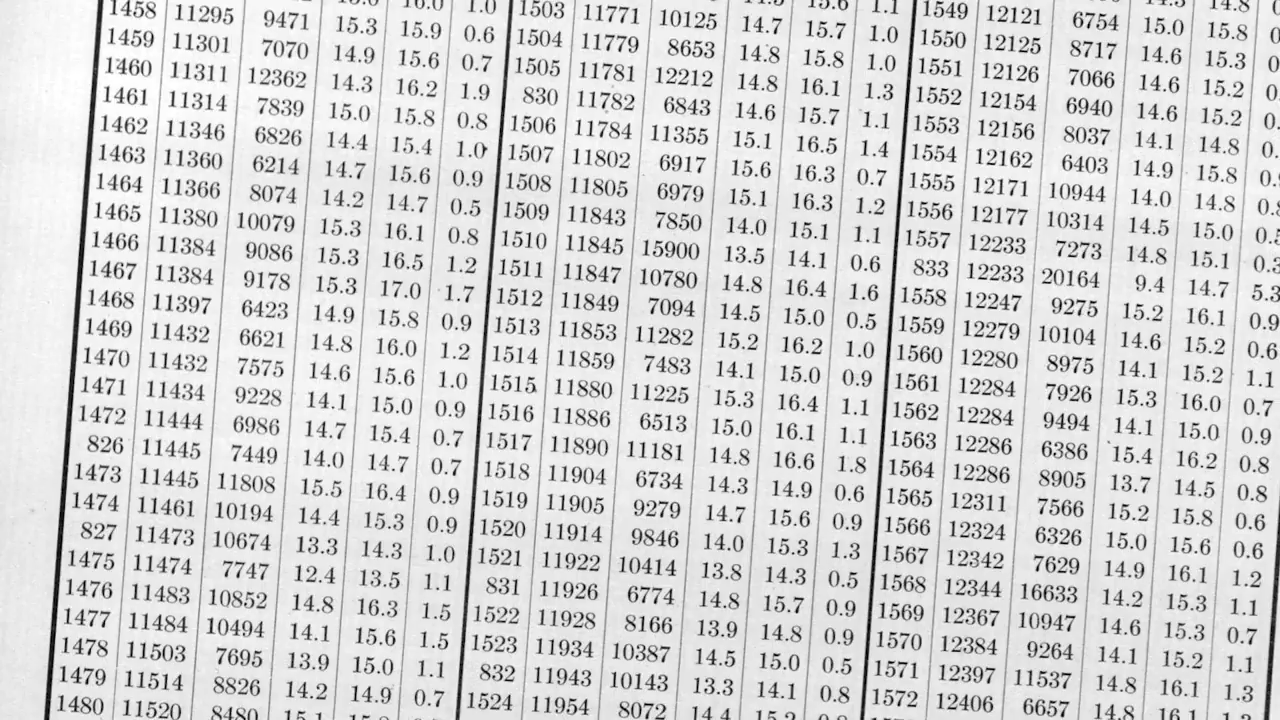 1458 11295 9471 15.3 15.9 0.6
1459 11301 7070 14.9 15.6 0.7
1460 11311 12362 14.3 16.2 1.9
1461 11314 7839 15.0 15.8 0.8
1462 11346 6826 14.4 15.4 1.0
1463 11360 6214 14.7 15.6 0.9
1464 11366 8074 14.2 14.7 0.5
1465 11380 10079 15.3 16.1 0.8
1466 11384 9086 15.3 16.5 1.2
1467 11384 9178 15.3 17.0 1.7
1468 11397 6423 14.9 15.8 0.9
1469 11432 6621 14.8 16.0 1.2
1470 11432 7575 14.6 15.6 1.0
1471 11434 9228 14.1 15.0 0.9
1472 11444 6986 14.7 15.4 0.7
826 11445 7449 14.0 14.7 0.7
1473 11445 11808 15.5 16.4 0.9
1474 11461 10194 14.4 15.3 0.9
827 11473 10674 13.3 14.3 1.0
1475 11474 7747 12.4 13.5 1.1
1476 11483 10852 14.8 16.3 1.5
1477 11484 10494 14.1 15.6 1.5
1478 11503 7695 13.9 15.0 1.1
1479 11514 8826 14.2 14.9 0.7
1480 11520 8480 15.1
1503 11771 10125 14.7 15.7 1.0
1504 11779 8653 14.8 15.8 1.0
1505 11781 12212 14.8 16.1 1.3
830 11782 6843 14.6 15.7 1.1
1506 11784 11355 15.1 16.5 1.4
1507 11802 6917 15.6 16.3 0.7
1508 11805 6979 15.1 16.3 1.2
1509 11843 7850 14.0 15.1 1.1
1510 11845 15900 13.5 14.1 0.6
1511 11847 10780 14.8 16.4 1.6
1512 11849 7094 14.5 15.0 0.5
1513 11853 11282 15.2 16.2 1.0
1514 11859 7483 14.1 15.0 0.9
1515 11880 11225 15.3 16.4 1.1
1516 11886 6513 15.0 16.1 1.1
1517 11890 11181 14.8 16.6 1.8
1518 11904 6734 14.3 14.9 0.6
1519 11905 9279 14.7 15.6 0.9
1520 11914 9846 14.0 15.3 1.3
1521 11922 10414 13.8 14.3 0.5
831 11926 6774 14.8 15.7 0.9
1522 11928 8166 13.9 14.8 0.9
1523 11934 10387 14.5 15.0 0.5
832 11943 10143 13.3 14.1 0.8
1524 11954 8072 14.4 15.2
1549 12121 6754 15.0 15.8
1550 12125 8717 14.6 15.3
1551 12126 7066 14.6 15.2
1552 12154 6940 14.6 15.2
1553 12156 8037 14.1 14.8
1554 12162 6403 14.9 15.8
1555 12171 10944 14.0 14.8
1556 12177 10314 14.5 15.0 0.5
1557 12233 7273 14.8 15.1 0.3
833 12233 20164 9.4 14.7 5.3
1558 12247 9275 15.2 16.1 0.9
1559 12279 10104 14.6 15.2 0.6
1560 12280 8975 14.1 15.2 1.1
1561 12284 7926 15.3 16.0 0.7
1562 12284 9494 14.1 15.0 0.9
1563 12286 6386 15.4 16.2 0.8
1564 12286 8905 13.7 14.5 0.8
1565 12311 7566 15.2 15.8 0.6
1566 12324 6326 15.0 15.6 0.6
1567 12342 7629 14.9 16.1 1.2
1568 12344 16633 14.2 15.3 1.1
1569 12367 10947 14.6 15.3 0.7
1570 12384 9264 14.1 15.2 1.1
1571 12397 11537 14.8 16.1 1.3
1572 12406 6657 14.8 16.1